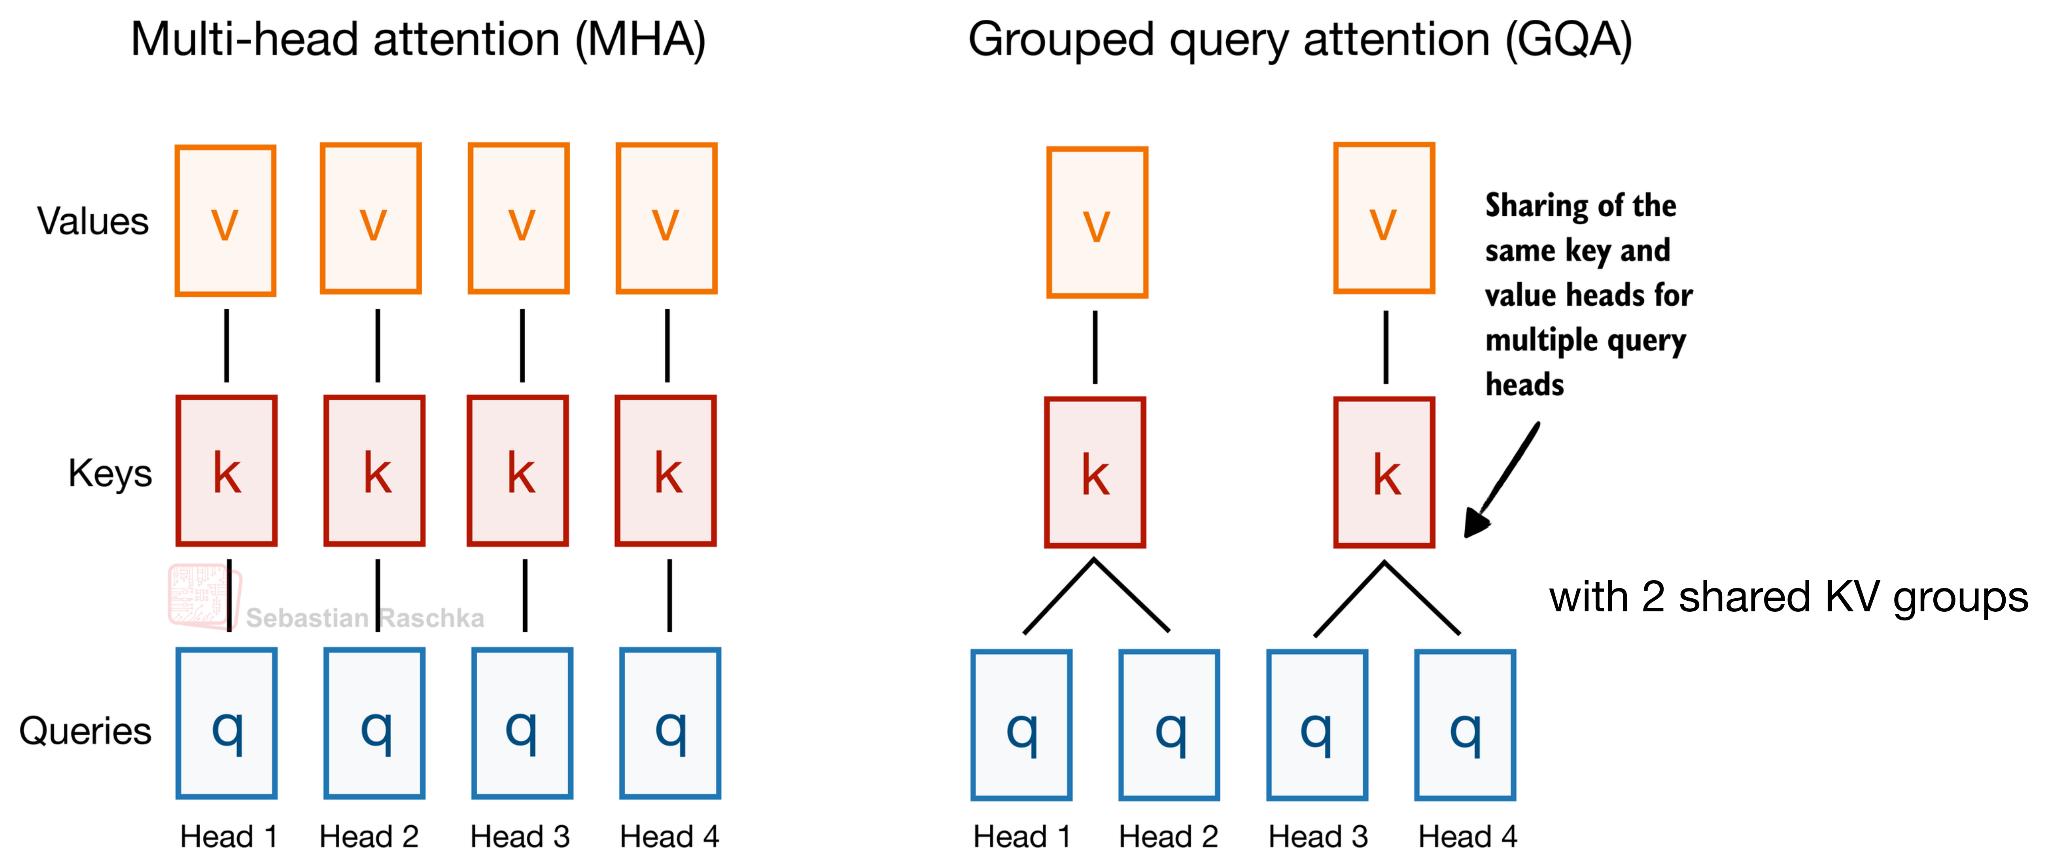 Multi-head attention (MHA)
Grouped query attention (GQA)
Values
v v v v
v v
Sharing of the
same key and
value heads for
multiple query
heads
Keys
k k k k
k k
Sebastian Raschka
with 2 shared KV groups
Queries
q q q q
q q q q
Head 1 Head 2 Head 3 Head 4
Head 1 Head 2 Head 3 Head 4